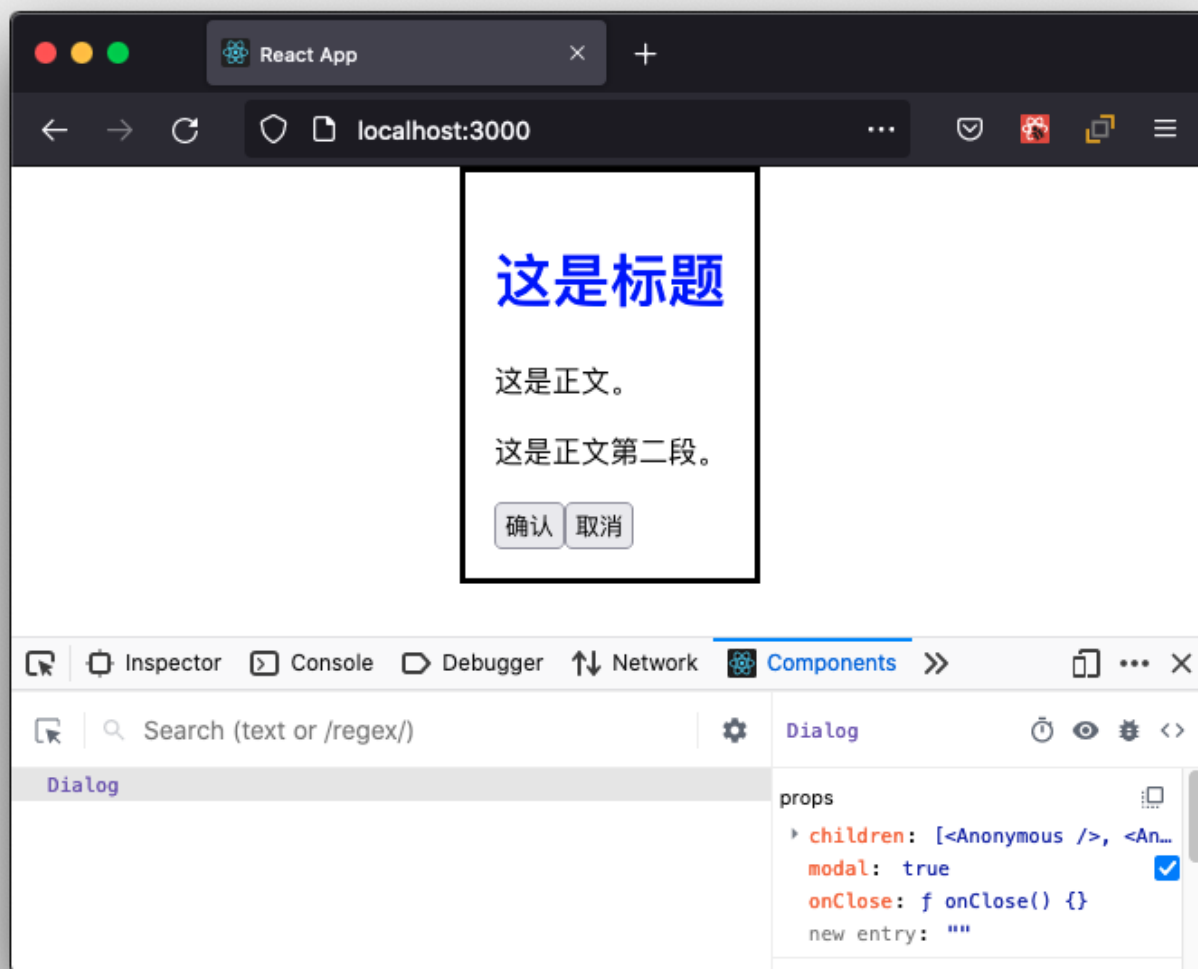 React App
localhost:3000
这是标题
这是正文。
这是正文第二段。
确认 取消
Inspector Console Debugger Network Components
Search (text or /regex/)
Dialog
Dialog
props
children: [<Anonymous />, <An…
modal: true
onClose: ƒ onClose() {}
new entry: ""